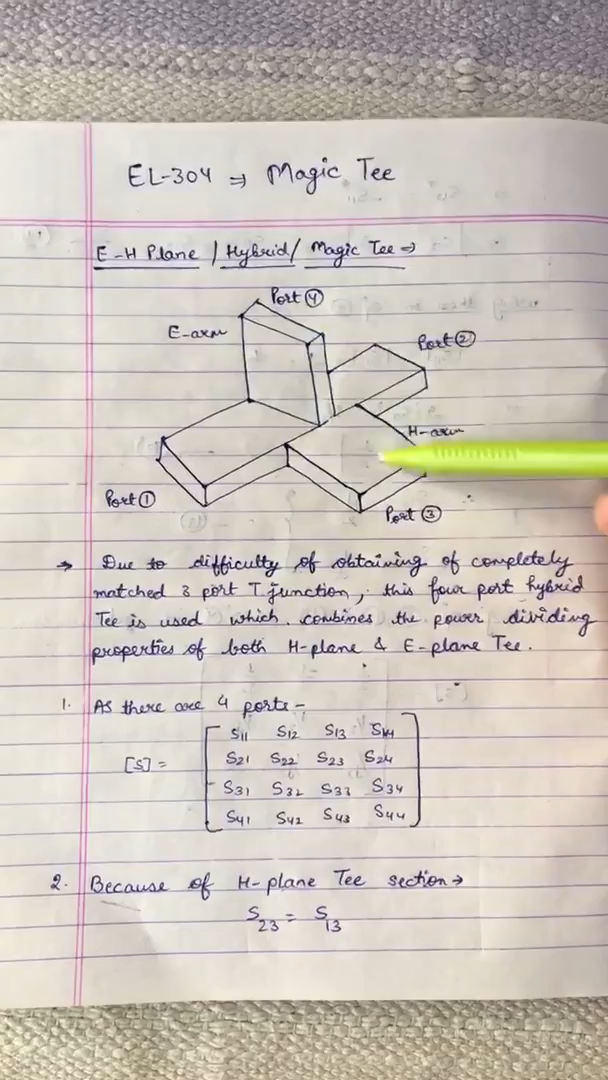 EL-304 ⇒ Magic Tee
E-H Plane / Hybrid / Magic Tee ⇒
Port ④
E-arm
Port ②
H-arm
Port ①
Port ③
→ Due to difficulty of obtaining of completely
matched 3 port T.junction, this four port hybrid
Tee is used which combines the power dividing
properties of both H-plane & E-plane Tee.
1. As there are 4 ports -
S11 S12 S13 S14
[S] = S21 S22 S23 S24
S31 S32 S33 S34
S41 S42 S43 S44
2. Because of H-plane Tee section →
S23 = S13